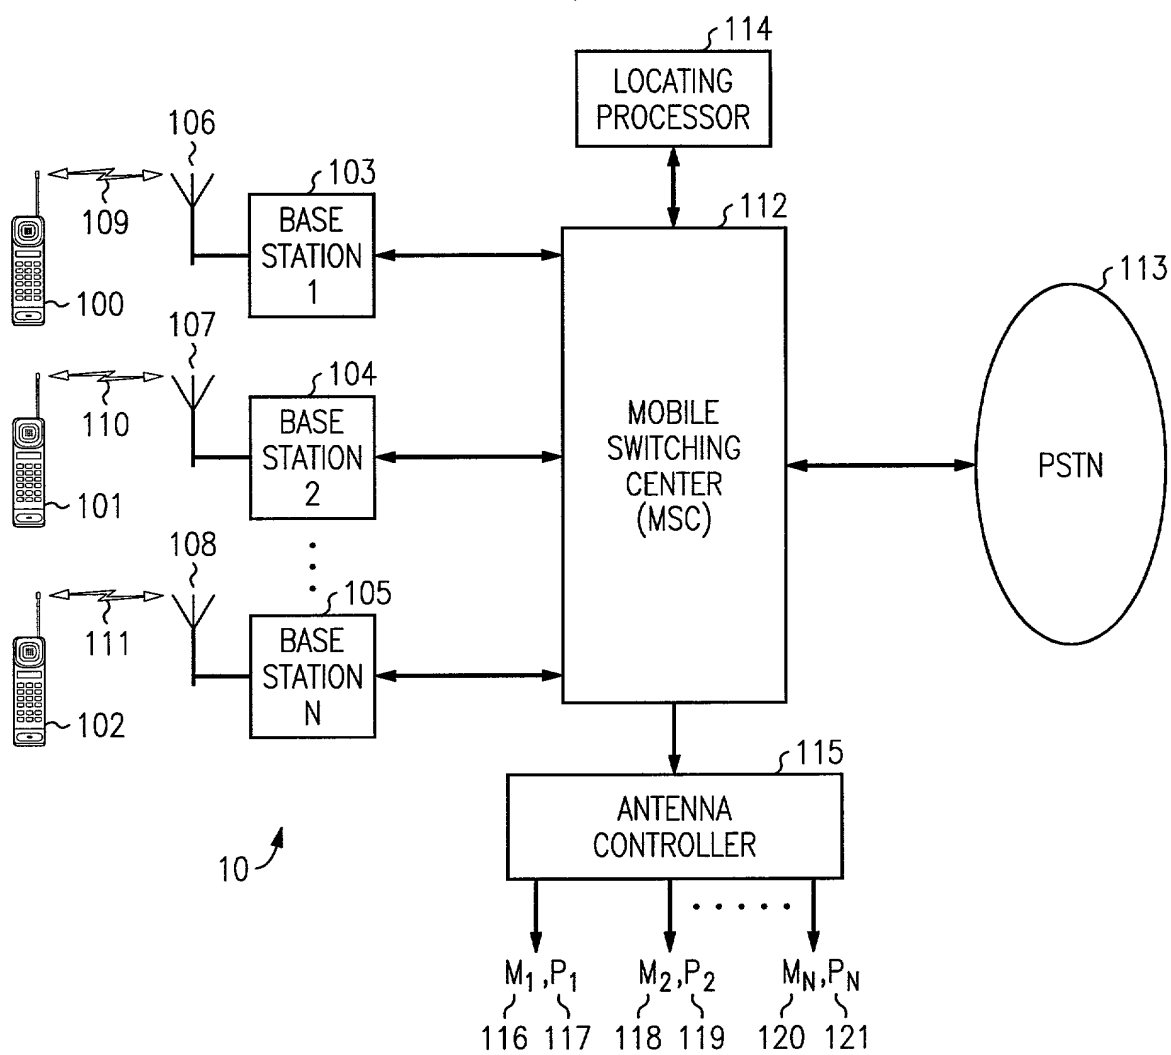 114
LOCATING
PROCESSOR
106
103
109
BASE
STATION
1
112
100
113
107
104
110
BASE
STATION
2
101
MOBILE
SWITCHING
CENTER
(MSC)
PSTN
108
105
111
BASE
STATION
N
102
115
ANTENNA
CONTROLLER
10
M1,P1
M2,P2
MN,PN
116 117
118 119
120 121